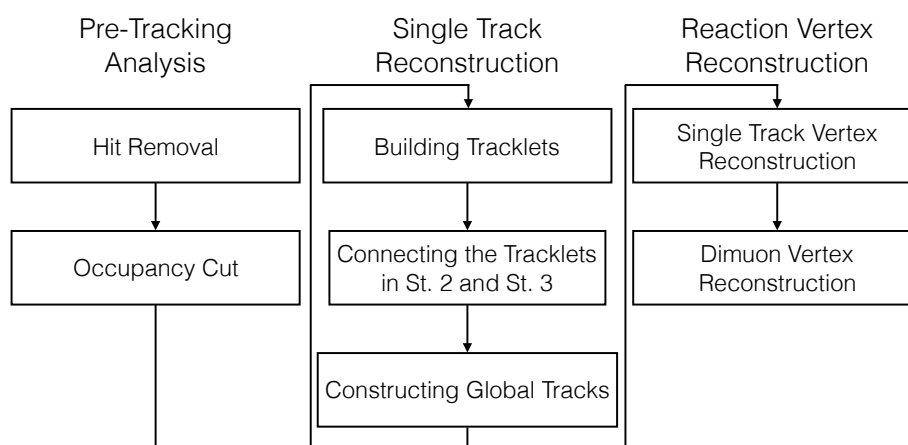 Pre-Tracking
Analysis
Hit Removal
Occupancy Cut
Single Track
Reconstruction
Building Tracklets
Connecting the Tracklets
in St. 2 and St. 3
Constructing Global Tracks
Reaction Vertex
Reconstruction
Single Track Vertex
Reconstruction
Dimuon Vertex
Reconstruction